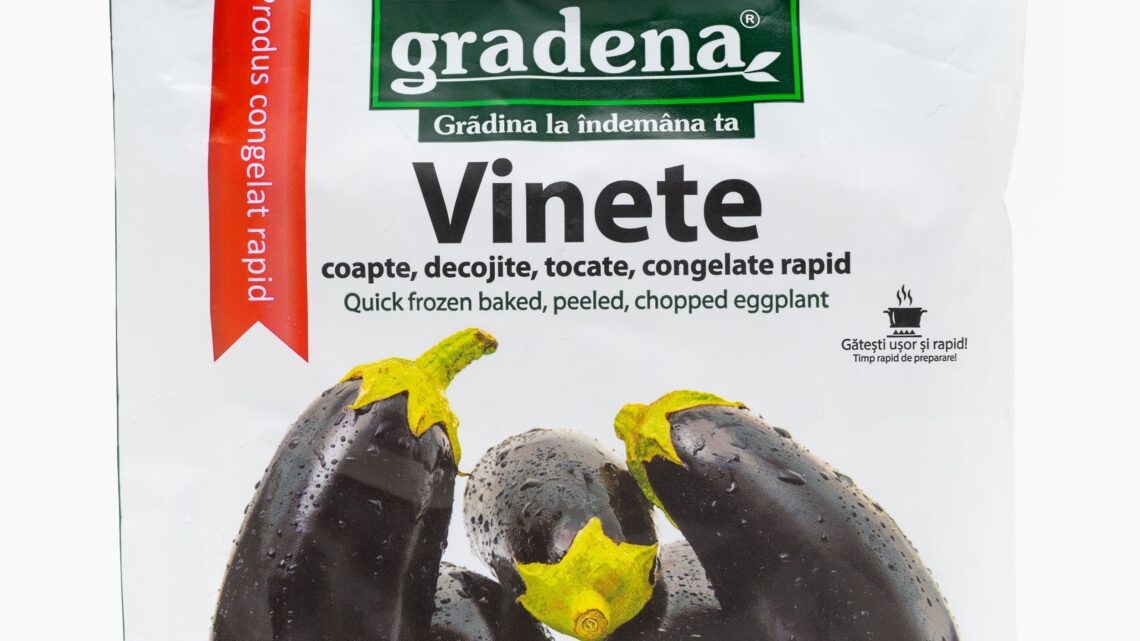 Produs congelat rapid
gradena®
Grădina la îndemâna ta
Vinete
coapte, decojite, tocate, congelate rapid
Quick frozen baked, peeled, chopped eggplant
Gătești ușor și rapid!
Timp rapid de preparare!